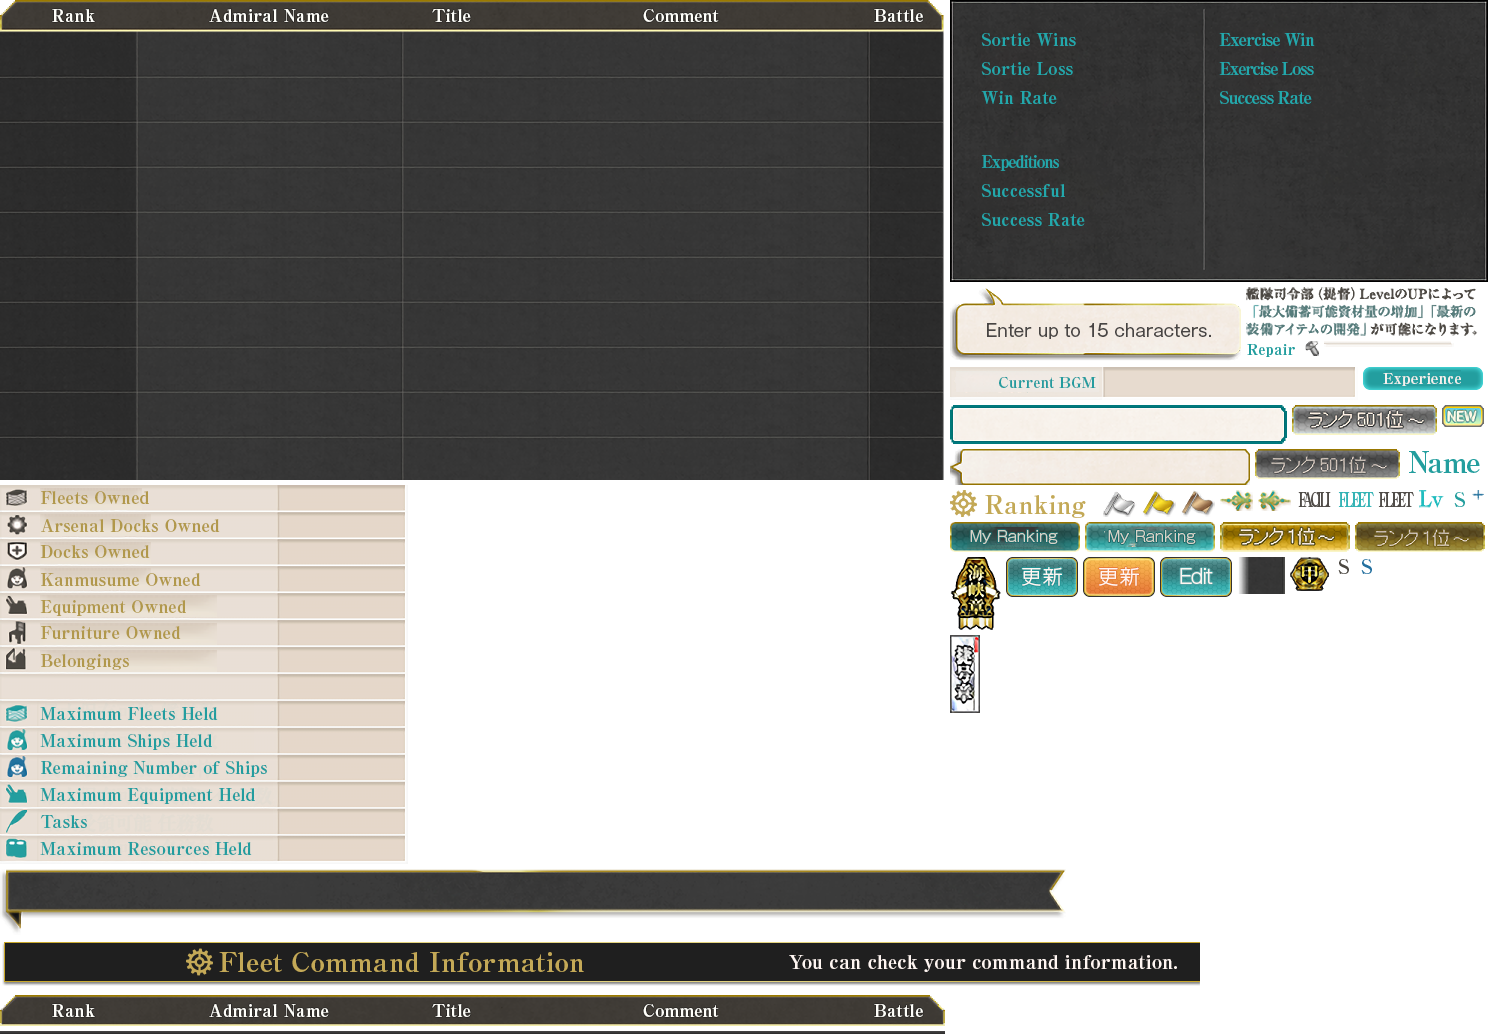 Rank Admiral Name Title Comment Battle
Sortie Wins Exercise Win
Sortie Loss Exercise Loss
Win Rate Success Rate
Expeditions
Successful
Success Rate
Enter up to 15 characters.
艦隊司令部（提督）LevelのUPによって
「最大備蓄可能資材量の増加」「最新の
装備アイテムの開発」が可能になります。
Repair
Current BGM
Experience
ランク501位～
NEW
ランク501位～
Name
Ranking
FACILI
FLEET
FLEET
Lv
S
+
My Ranking
My Ranking
ランク1位～
ランク1位～
更新
更新
Edit
甲
S
S
Fleets Owned
Arsenal Docks Owned
Docks Owned
Kanmusume Owned
Equipment Owned
Furniture Owned
Belongings
Maximum Fleets Held
Maximum Ships Held
Remaining Number of Ships
Maximum Equipment Held
Tasks
Maximum Resources Held
Fleet Command Information You can check your command information.
Rank Admiral Name Title Comment Battle